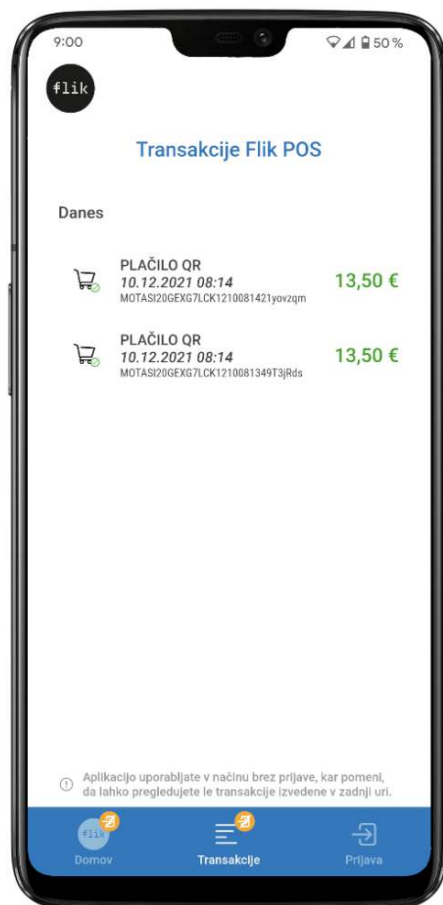 9:00
50 %
flik
Transakcije Flik POS
Danes
PLAČILO QR
10.12.2021 08:14
13,50 €
MOTASI20GEXG7LCK1210081421yovzqm
PLAČILO QR
10.12.2021 08:14
13,50 €
MOTASI20GEXG7LCK1210081349T3jRds
Aplikacijo uporabljate v načinu brez prijave, kar pomeni,
da lahko pregledujete le transakcije izvedene v zadnji uri.
flik
Domov
Transakcije
Prijava